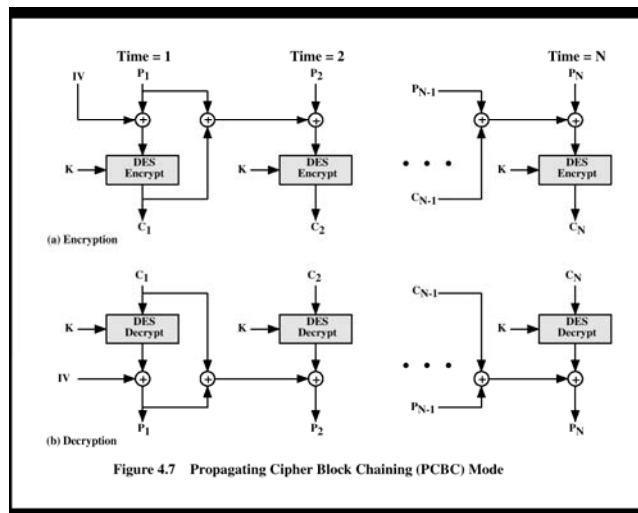 Time = 1 Time = 2 Time = N
IV P1 P2 PN-1 PN
+ + + + +
K DES Encrypt K DES Encrypt • • • K DES Encrypt
C1 C2 CN-1 CN
(a) Encryption
C1 C2 CN-1 CN
K DES Decrypt K DES Decrypt K DES Decrypt
IV + + + • • • + +
P1 P2 PN-1 PN
(b) Decryption
Figure 4.7 Propagating Cipher Block Chaining (PCBC) Mode